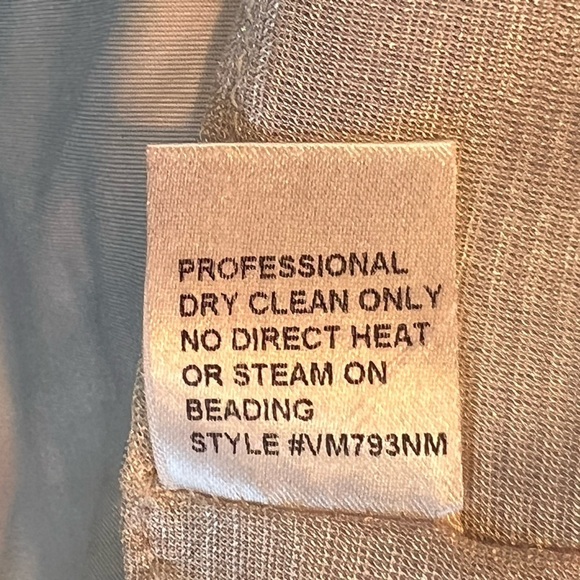 PROFESSIONAL
DRY CLEAN ONLY
NO DIRECT HEAT
OR STEAM ON
BEADING
STYLE #VM793NM